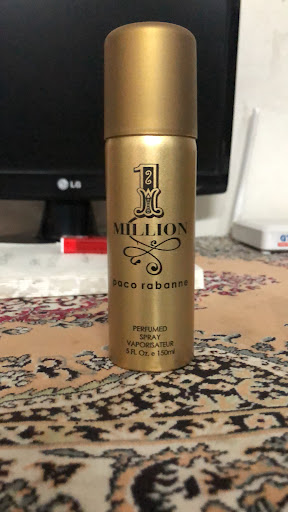 LG
1
MILLION
paco rabanne
PERFUMED
SPRAY
VAPORISATEUR
5 Fl. Oz. e 150ml